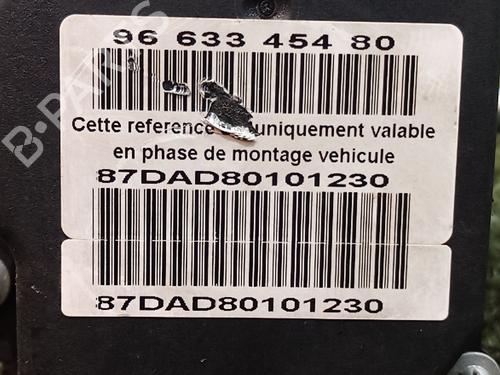 96 633 454 80
Cette reference uniquement valable
en phase de montage vehicule
87DAD80101230
87DAD80101230
B-PARTS